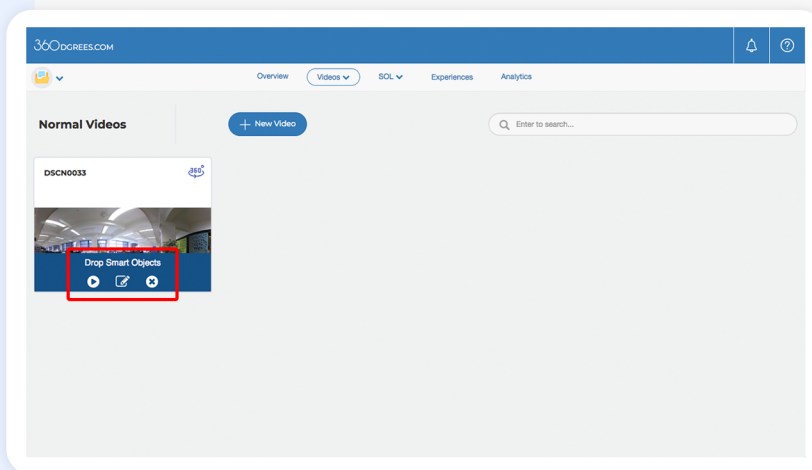 360DGREES.COM
Overview Videos SOL Experiences Analytics
Normal Videos
New Video
Enter to search...
DSCN0033
360°
Drop Smart Objects